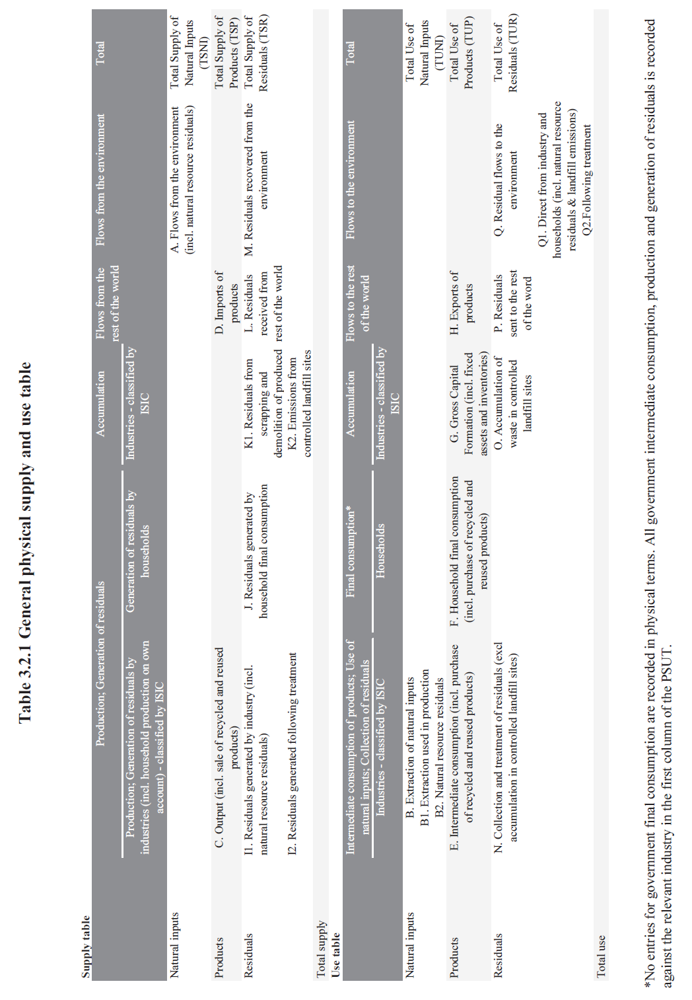 Table 3.2.1 General physical supply and use table
Supply table
Production; Generation of residuals
Accumulation
Flows from the
rest of the world
Flows from the environment
Total
Production; Generation of residuals by
industries (incl. household production on own
account) - classified by ISIC
Generation of residuals by
households
Industries - classified by
ISIC
Natural inputs
A. Flows from the environment
(incl. natural resource residuals)
Total Supply of
Natural Inputs
(TSNI)
Products
C. Output (incl. sale of recycled and reused
products)
D. Imports of
products
Total Supply of
Products (TSP)
Residuals
I1. Residuals generated by industry (incl.
natural resource residuals)
I2. Residuals generated following treatment
J. Residuals generated by
household final consumption
K1. Residuals from
scrapping and
demolition of produced
K2. Emissions from
controlled landfill sites
L. Residuals
received from
rest of the world
M. Residuals recovered from the
environment
Total Supply of
Residuals (TSR)
Total supply
Use table
Intermediate consumption of products; Use of
natural inputs; Collection of residuals
Final consumption*
Accumulation
Flows to the rest
of the world
Flows to the environment
Total
Industries - classified by ISIC
Households
Industries - classified by
ISIC
Natural inputs
B. Extraction of natural inputs
B1. Extraction used in production
B2. Natural resource residuals
Total Use of
Natural Inputs
(TUNI)
Products
E. Intermediate consumption (incl. purchase
of recycled and reused products)
F. Household final consumption
(incl. purchase of recycled and
reused products)
G. Gross Capital
Formation (incl. fixed
assets and inventories)
H. Exports of
products
Total Use of
Products (TUP)
Residuals
N. Collection and treatment of residuals (excl
accumulation in controlled landfill sites)
O. Accumulation of
waste in controlled
landfill sites
P. Residuals
sent to the rest
of the word
Q. Residual flows to the
environment
Q1. Direct from industry and
households (incl. natural resource
residuals & landfill emissions)
Q2.Following treatment
Total Use of
Residuals (TUR)
Total use
*No entries for government final consumption are recorded in physical terms. All government intermediate consumption, production and generation of residuals is recorded
against the relevant industry in the first column of the PSUT.